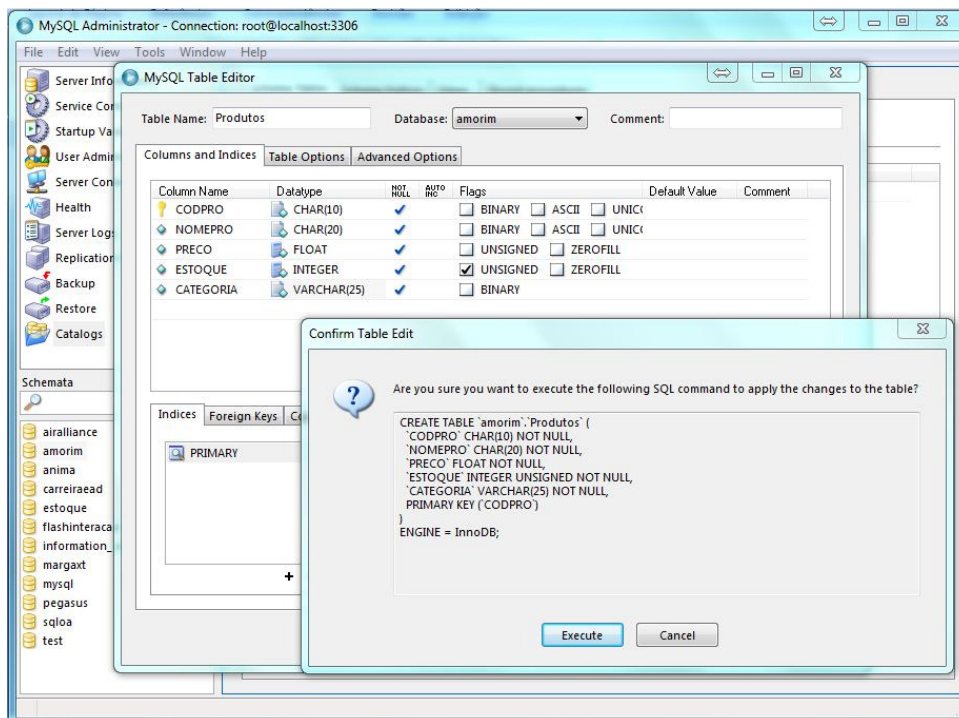 MySQL Administrator - Connection: root@localhost:3306
File Edit View Tools Window Help
Server Info
Service Con
Startup Va
User Admin
Server Con
Health
Server Logs
Replication
Backup
Restore
Catalogs
Schemata
airalliance
amorim
anima
carreiraead
estoque
flashinteraca
information_
margaxt
mysql
pegasus
sqloa
test
MySQL Table Editor
Table Name: Produtos Database: amorim Comment:
Columns and Indices Table Options Advanced Options
Column Name Datatype NOT NULL AUTO INC Flags Default Value Comment
CODPRO CHAR(10) BINARY ASCII UNIC
NOMEPRO CHAR(20) BINARY ASCII UNIC
PRECO FLOAT UNSIGNED ZEROFILL
ESTOQUE INTEGER UNSIGNED ZEROFILL
CATEGORIA VARCHAR(25) BINARY
Indices Foreign Keys Co
PRIMARY
Confirm Table Edit
Are you sure you want to execute the following SQL command to apply the changes to the table?
CREATE TABLE `amorim`.`Produtos` (
`CODPRO` CHAR(10) NOT NULL,
`NOMEPRO` CHAR(20) NOT NULL,
`PRECO` FLOAT NOT NULL,
`ESTOQUE` INTEGER UNSIGNED NOT NULL,
`CATEGORIA` VARCHAR(25) NOT NULL,
PRIMARY KEY (`CODPRO`)
)
ENGINE = InnoDB;
Execute Cancel